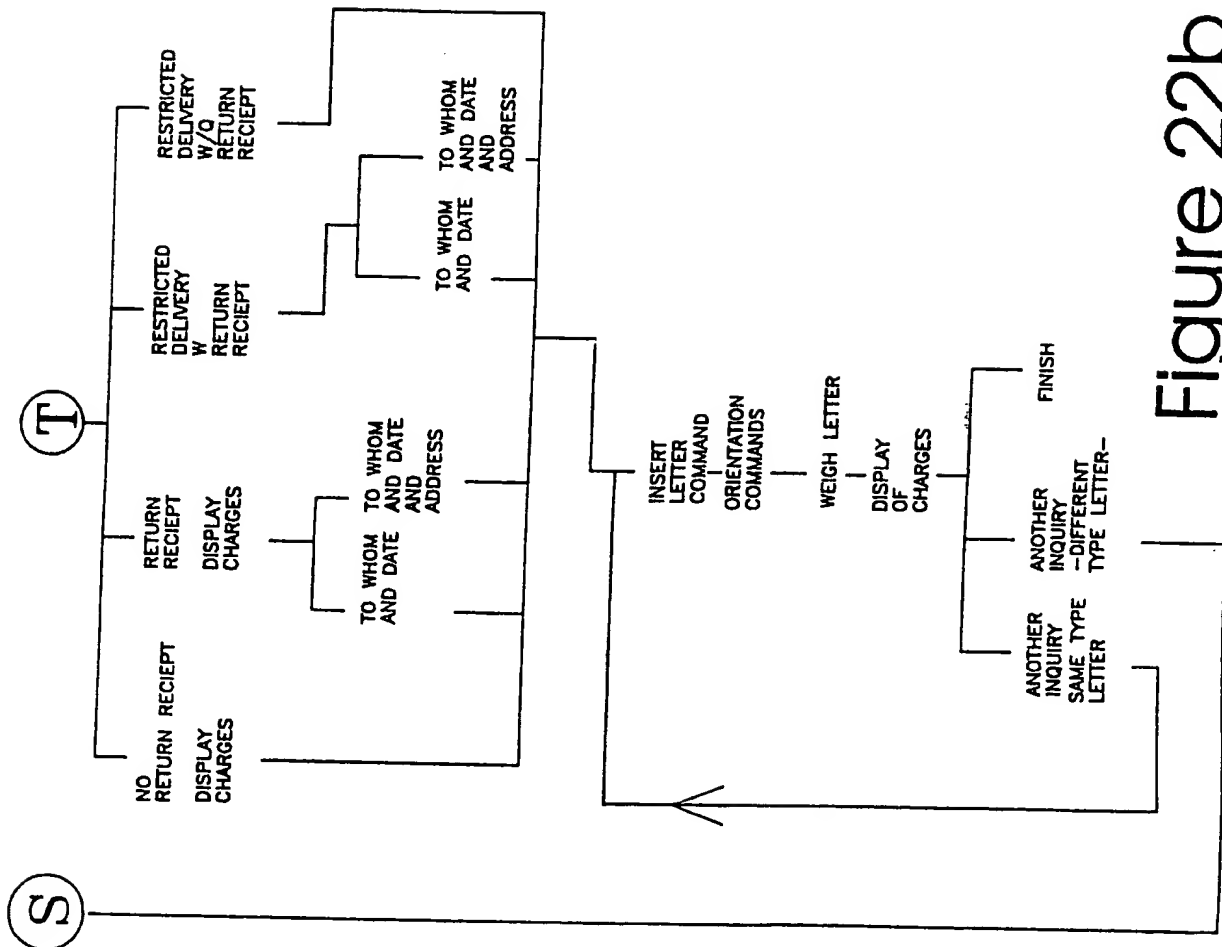 S
T
NO
RETURN RECIEPT
DISPLAY
CHARGES
RETURN
RECIEPT
DISPLAY
CHARGES
RESTRICTED
DELIVERY
W RETURN
RECIEPT
RESTRICTED
DELIVERY
W/O
RETURN
RECIEPT
TO WHOM
AND DATE
TO WHOM
AND DATE
AND
ADDRESS
TO WHOM
AND DATE
TO WHOM
AND DATE
AND
ADDRESS
INSERT
LETTER
COMMAND
ORIENTATION
COMMANDS
WEIGH LETTER
DISPLAY
OF
CHARGES
ANOTHER
INQUIRY
SAME TYPE
LETTER
ANOTHER
INQUIRY
-DIFFERENT
TYPE LETTER-
FINISH
Figure 22b